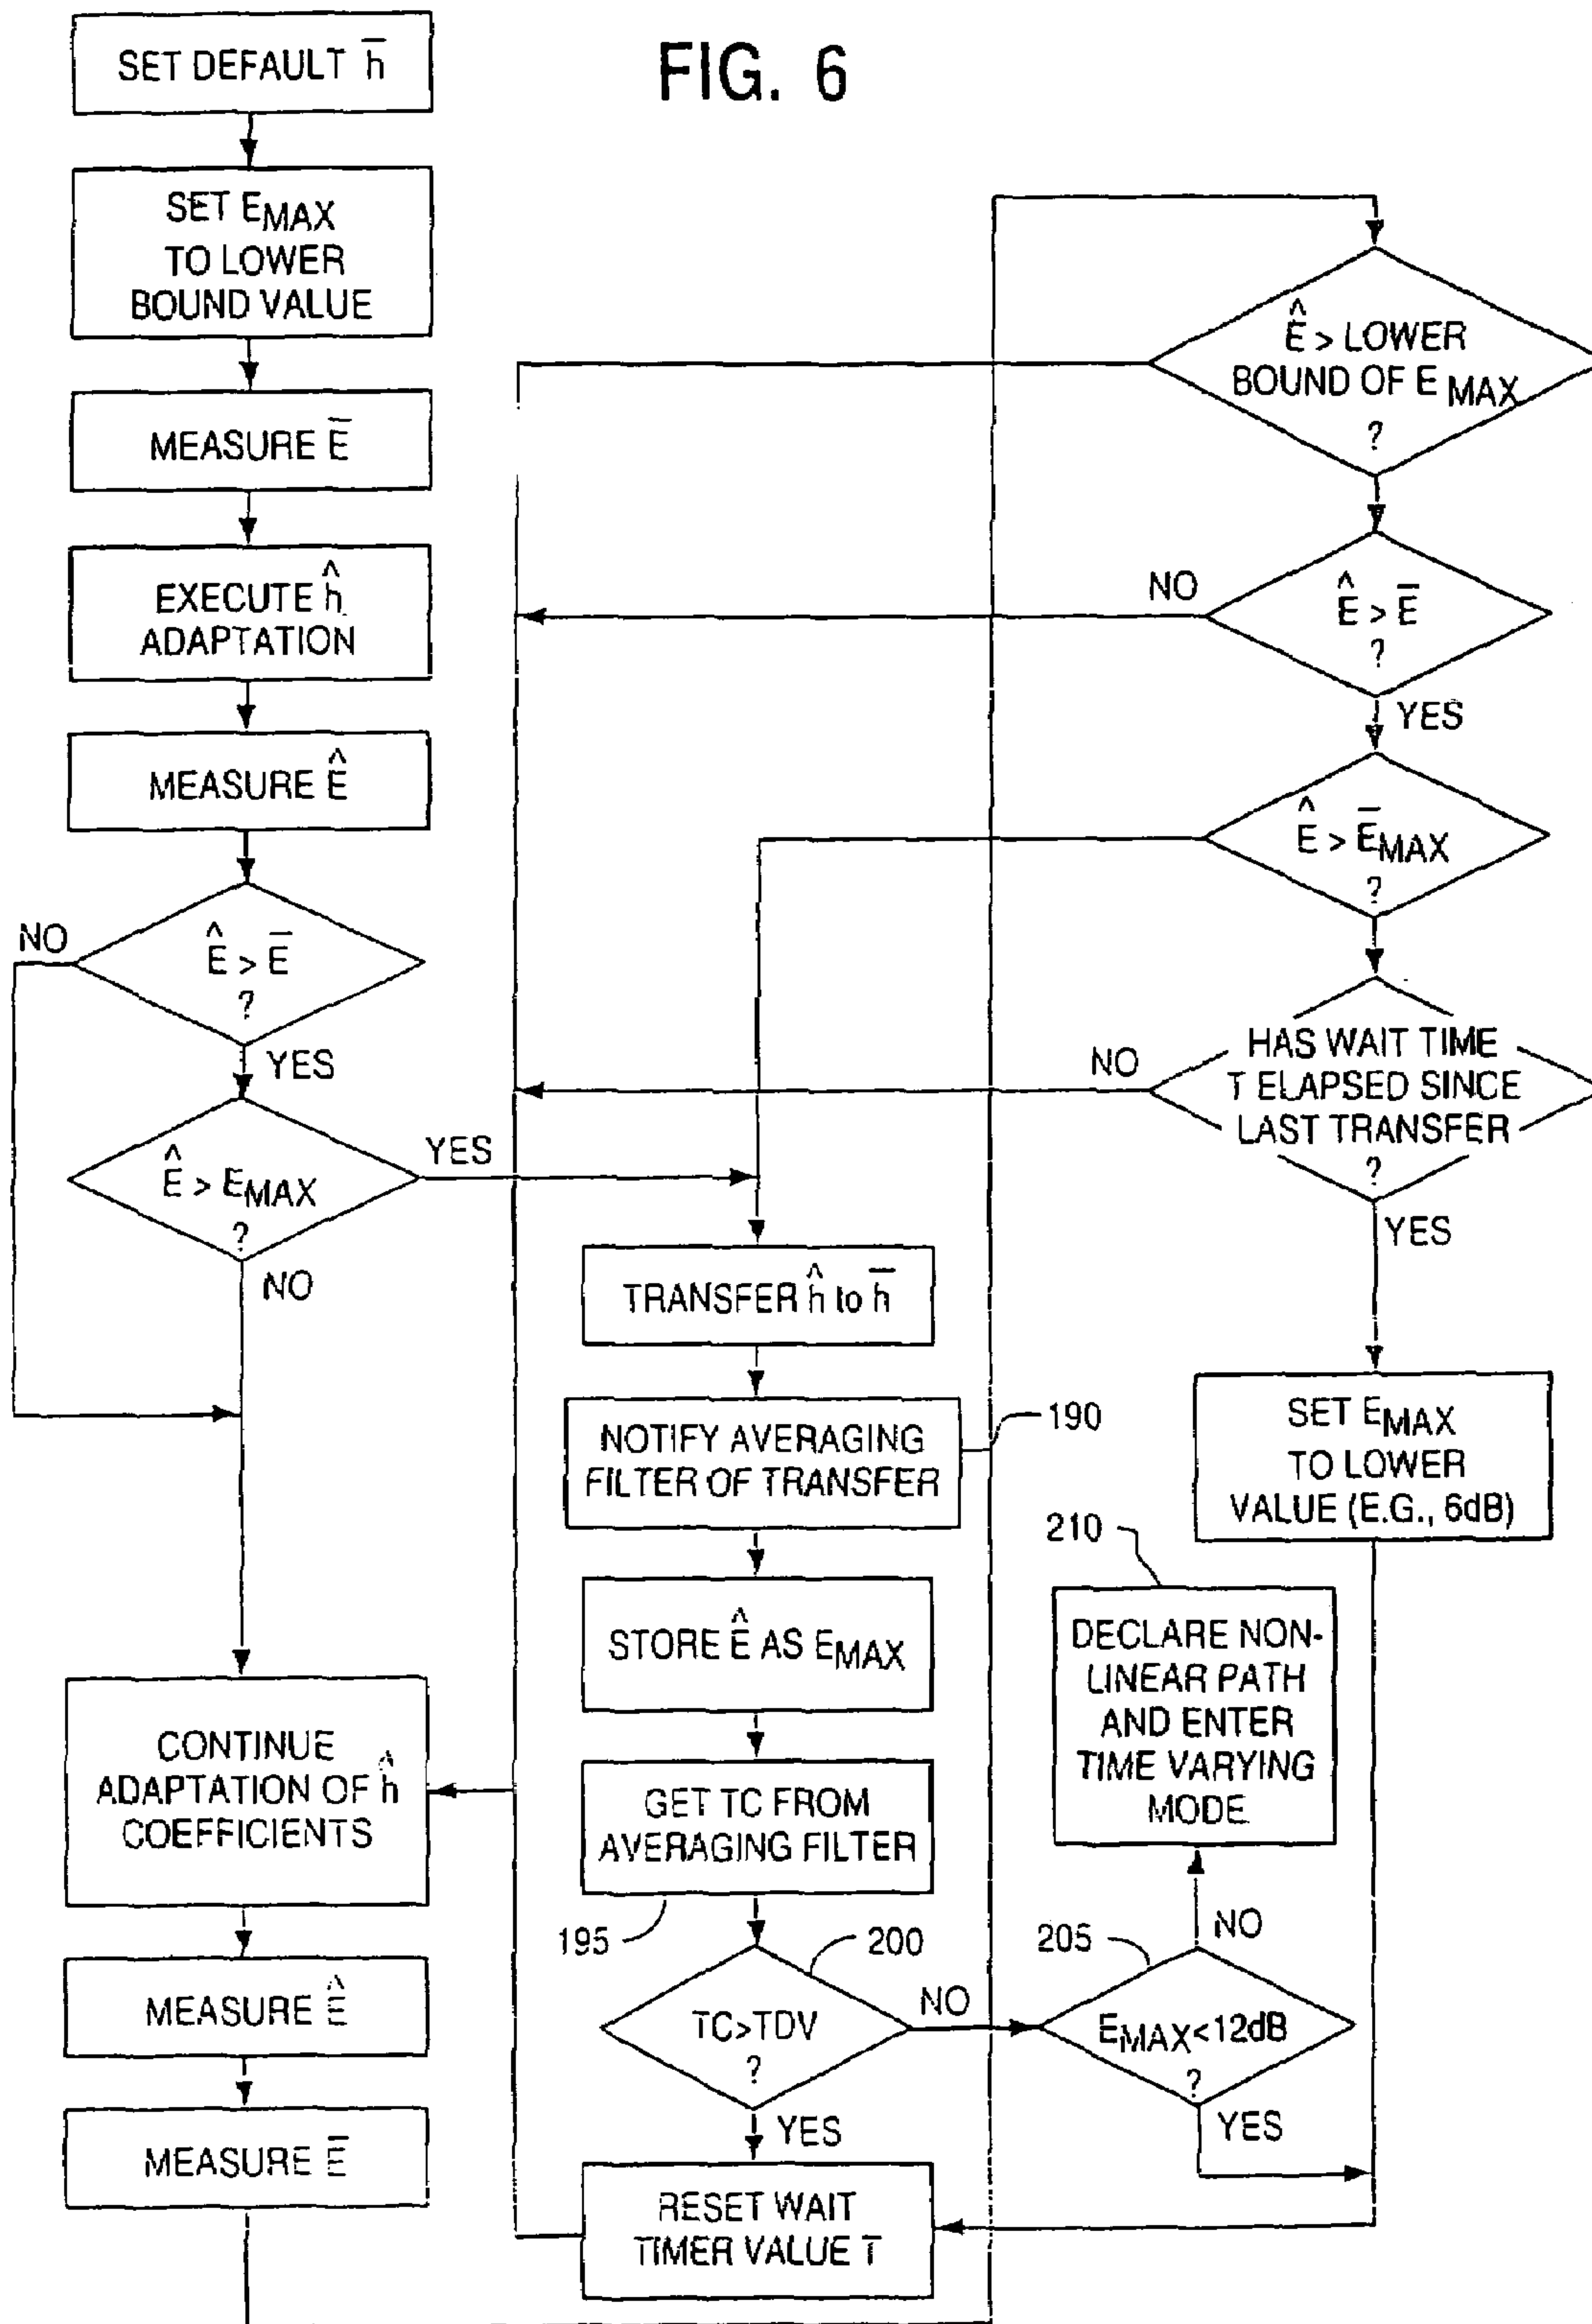 FIG. 6
SET DEFAULT h̅
SET EMAX
TO LOWER
BOUND VALUE
MEASURE E̅
EXECUTE ĥ
ADAPTATION
MEASURE Ê
Ê > E̅
?
NO
YES
Ê > EMAX
?
YES
NO
CONTINUE
ADAPTATION OF ĥ
COEFFICIENTS
MEASURE Ê
MEASURE E̅
TRANSFER ĥ to h̅
NOTIFY AVERAGING
FILTER OF TRANSFER
190
STORE Ê AS EMAX
GET TC FROM
AVERAGING FILTER
195
200
TC>TDV
?
NO
YES
RESET WAIT
TIMER VALUE T
Ê > LOWER
BOUND OF E MAX
?
NO
Ê > E̅
?
YES
Ê > E̅MAX
?
NO
HAS WAIT TIME
T ELAPSED SINCE
LAST TRANSFER
?
YES
SET EMAX
TO LOWER
VALUE (E.G., 6dB)
210
DECLARE NON-
LINEAR PATH
AND ENTER
TIME VARYING
MODE
NO
205
EMAX<12dB
?
YES